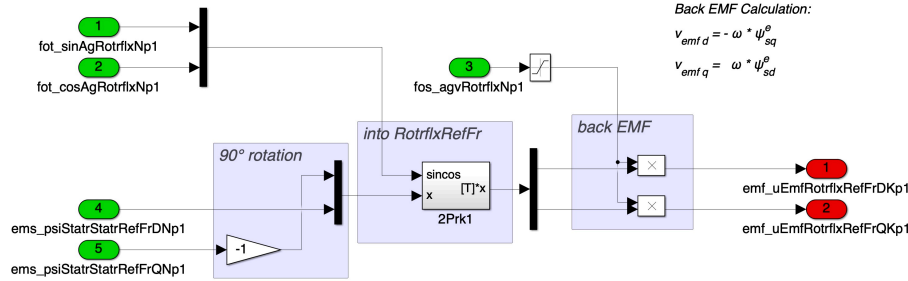 Back EMF Calculation:
v_emf d = - ω * ψ^e_sq
v_emf q = ω * ψ^e_sd
1
fot_sinAgRotrflxNp1
2
fot_cosAgRotrflxNp1
3
fos_agvRotrflxNp1
90° rotation
into RotrflxRefFr
back EMF
sincos
x
[T]*x
2Prk1
×
×
1
emf_uEmfRotrflxRefFrDKp1
2
emf_uEmfRotrflxRefFrQKp1
4
ems_psiStatrStatrRefFrDNp1
5
ems_psiStatrStatrRefFrQNp1
-1